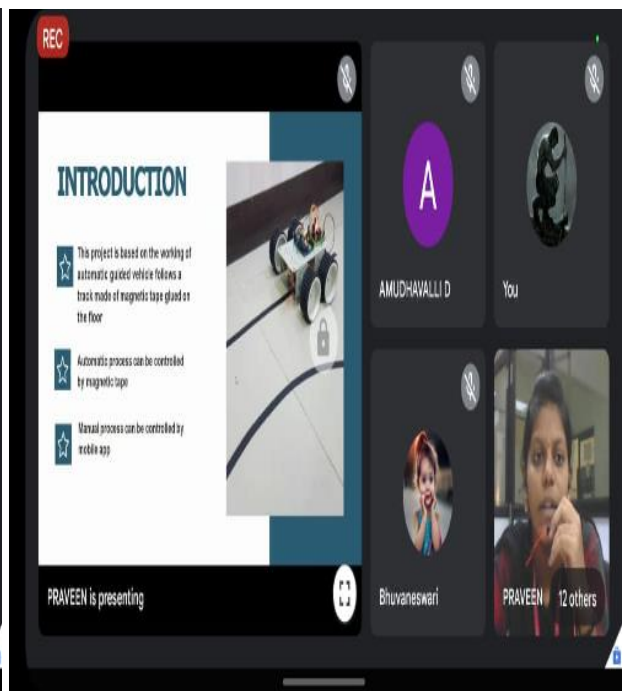 REC
INTRODUCTION
This project is based on the working of
automatic guided vehicle follows a
track made of magnetic tape glued on
the floor
Automatic process can be controlled
by magnetic tape
Manual process can be controlled by
mobile app
PRAVEEN is presenting
A
AMUDHAVALLI D
You
Bhuvaneswari
PRAVEEN
12 others